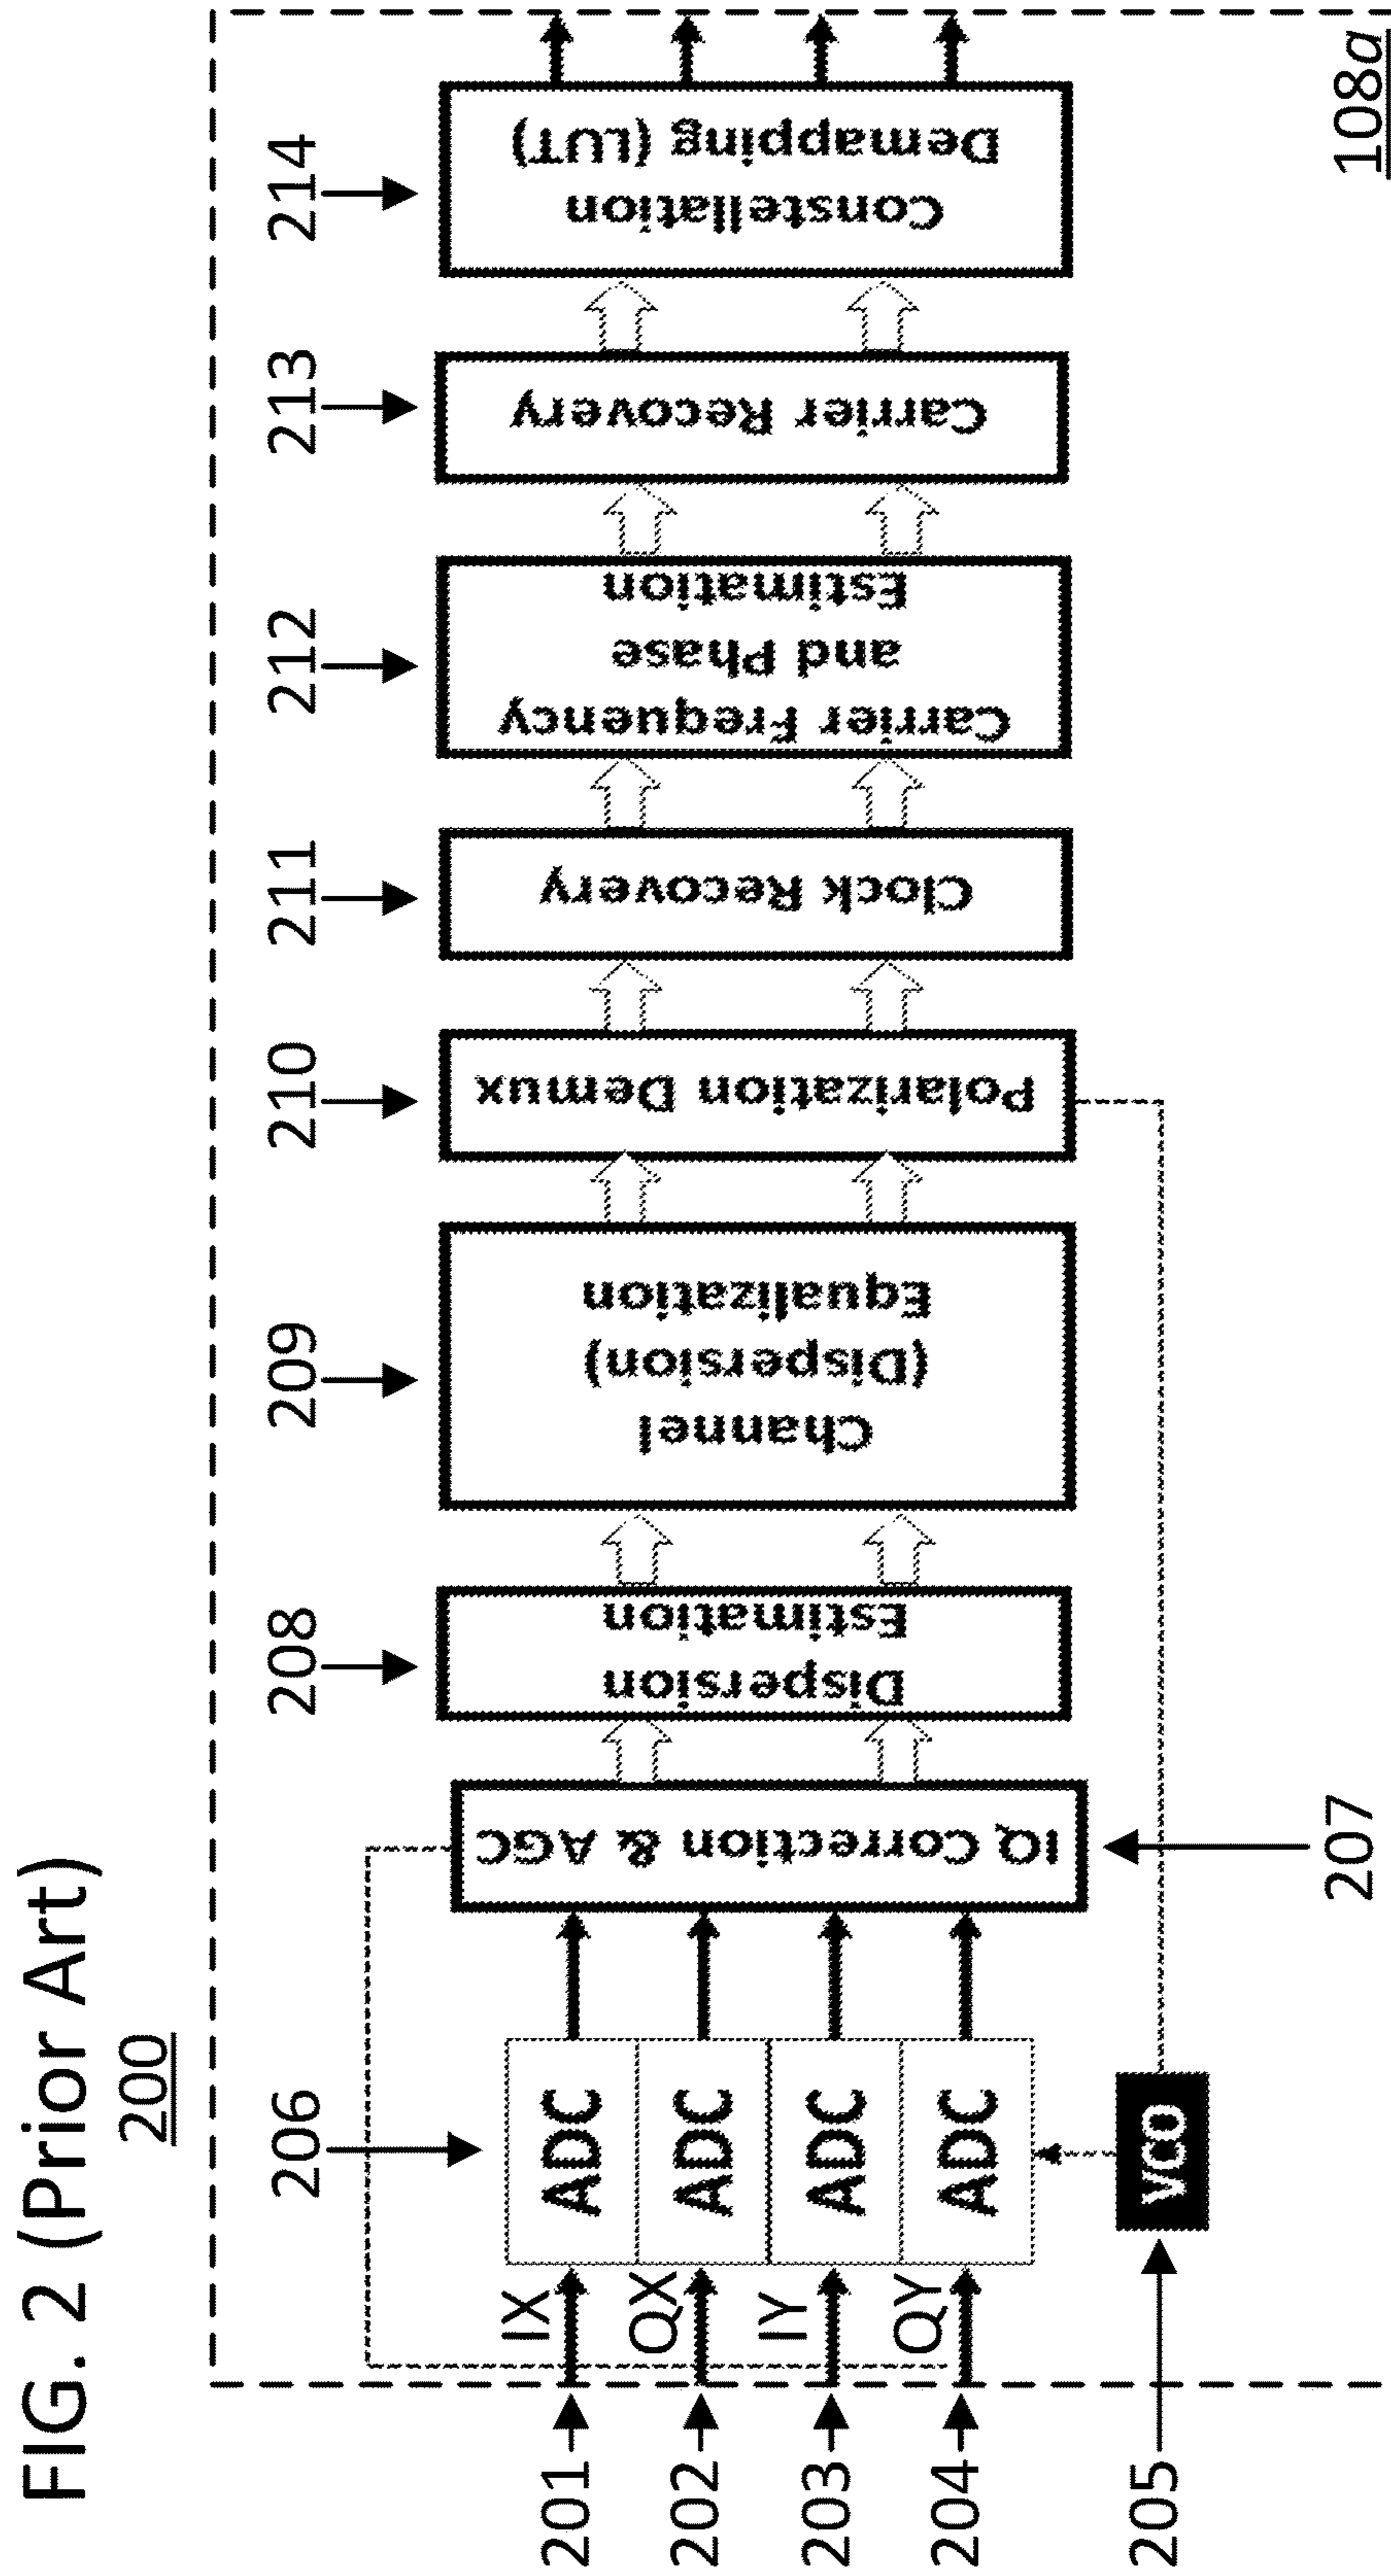 FIG. 2 (Prior Art)
200
206
208
209
210
211
212
213
214
201
202
203
204
205
IX
QX
IY
QY
ADC
ADC
ADC
ADC
VCO
IQ Correction & AGC
207
Dispersion
Estimation
Channel
(Dispersion)
Equalization
Polarization Demux
Clock Recovery
Carrier Frequency
and Phase
Estimation
Carrier Recovery
Constellation
Demapping (LUT)
108a